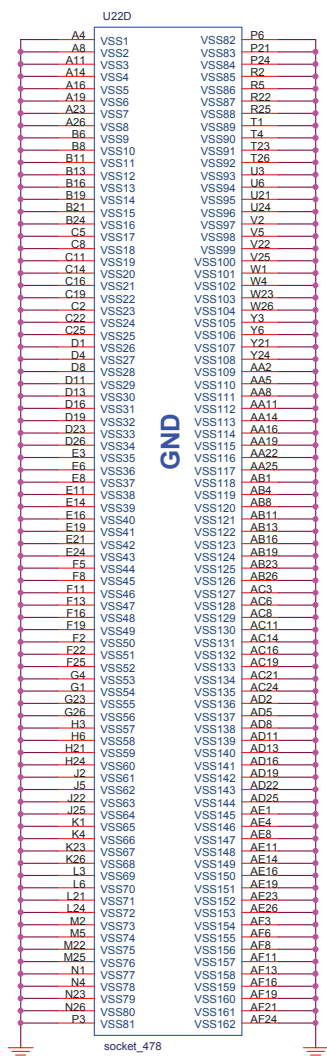 U22D
A4 VSS1 VSS82 P6
A8 VSS2 VSS83 P21
A11 VSS3 VSS84 P24
A14 VSS4 VSS85 R2
A16 VSS5 VSS86 R5
A19 VSS6 VSS87 R22
A23 VSS7 VSS88 R25
A26 VSS8 VSS89 T1
B6 VSS9 VSS90 T4
B8 VSS10 VSS91 T23
B11 VSS11 VSS92 T26
B13 VSS12 VSS93 U3
B16 VSS13 VSS94 U6
B19 VSS14 VSS95 U21
B21 VSS15 VSS96 U24
B24 VSS16 VSS97 V2
C5 VSS17 VSS98 V5
C8 VSS18 VSS99 V22
C11 VSS19 VSS100 V25
C14 VSS20 VSS101 W1
C16 VSS21 VSS102 W4
C19 VSS22 VSS103 W23
C2 VSS23 VSS104 W26
C22 VSS24 VSS105 Y3
C25 VSS25 VSS106 Y6
D1 VSS26 VSS107 Y21
D4 VSS27 VSS108 Y24
D8 VSS28 VSS109 AA2
D11 VSS29 VSS110 AA5
D13 VSS30 VSS111 AA8
D16 VSS31 VSS112 AA11
D19 VSS32 VSS113 AA14
D23 VSS33 VSS114 AA16
D26 VSS34 VSS115 AA19
GND
E3 VSS35 VSS116 AA22
E6 VSS36 VSS117 AA25
E8 VSS37 VSS118 AB1
E11 VSS38 VSS119 AB4
E14 VSS39 VSS120 AB8
E16 VSS40 VSS121 AB11
E19 VSS41 VSS122 AB13
E21 VSS42 VSS123 AB16
E24 VSS43 VSS124 AB19
F5 VSS44 VSS125 AB23
F8 VSS45 VSS126 AB26
F11 VSS46 VSS127 AC3
F13 VSS47 VSS128 AC6
F16 VSS48 VSS129 AC8
F19 VSS49 VSS130 AC11
F2 VSS50 VSS131 AC14
F22 VSS51 VSS132 AC16
F25 VSS52 VSS133 AC19
G4 VSS53 VSS134 AC21
G1 VSS54 VSS135 AC24
G23 VSS55 VSS136 AD2
G26 VSS56 VSS137 AD5
H3 VSS57 VSS138 AD8
H6 VSS58 VSS139 AD11
H21 VSS59 VSS140 AD13
H24 VSS60 VSS141 AD16
J2 VSS61 VSS142 AD19
J5 VSS62 VSS143 AD22
J22 VSS63 VSS144 AD25
J25 VSS64 VSS145 AE1
K1 VSS65 VSS146 AE4
K4 VSS66 VSS147 AE8
K23 VSS67 VSS148 AE11
K26 VSS68 VSS149 AE14
L3 VSS69 VSS150 AE16
L6 VSS70 VSS151 AE19
L21 VSS71 VSS152 AE23
L24 VSS72 VSS153 AE26
M2 VSS73 VSS154 AF3
M5 VSS74 VSS155 AF6
M22 VSS75 VSS156 AF8
M25 VSS76 VSS157 AF11
N1 VSS77 VSS158 AF13
N4 VSS78 VSS159 AF16
N23 VSS79 VSS160 AF19
N26 VSS80 VSS161 AF21
P3 VSS81 VSS162 AF24
socket_478